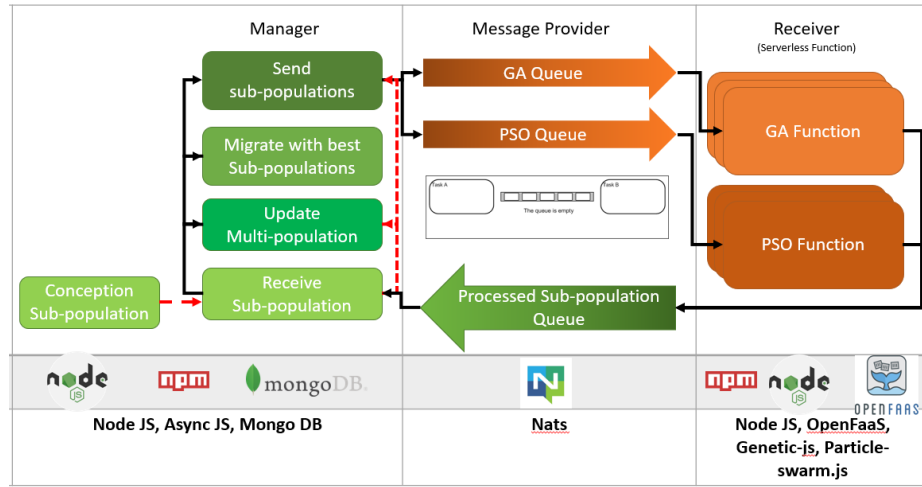 Manager
Message Provider
Receiver
(Serverless Function)
Send
sub-populations
Migrate with best
Sub-populations
Update
Multi-population
Receive
Sub-population
Conception
Sub-population
GA Queue
PSO Queue
Task A
Task B
The queue is empty
Processed Sub-population
Queue
GA Function
PSO Function
node
JS
npm
mongoDB.
N
npm
node
JS
OPENFAAS
Node JS, Async JS, Mongo DB
Nats
Node JS, OpenFaaS,
Genetic-js, Particle-
swarm.js